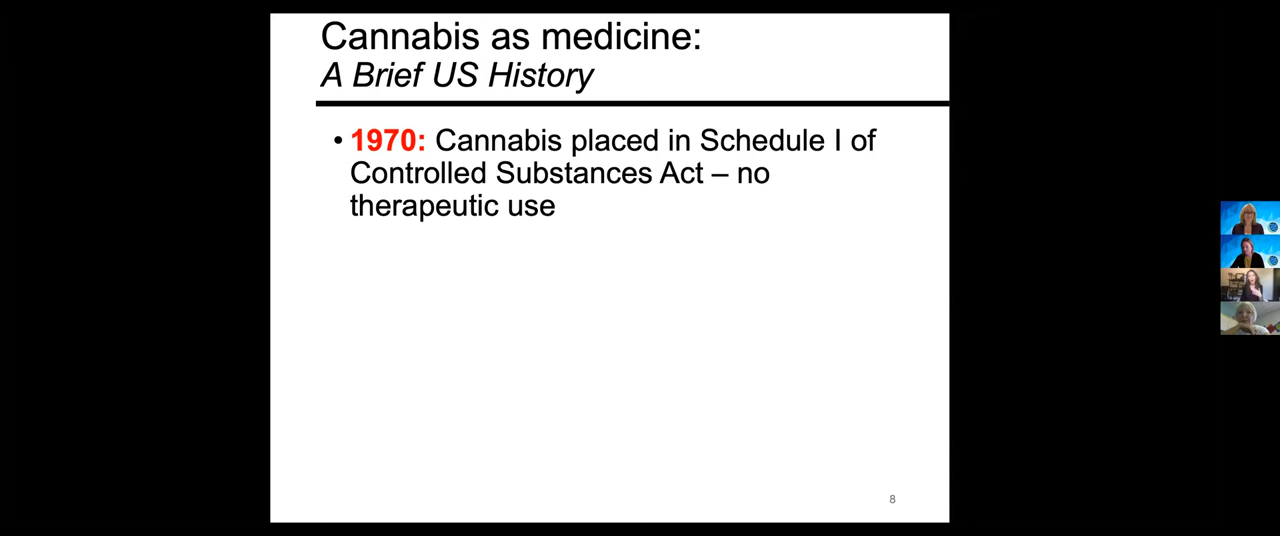 Cannabis as medicine:
A Brief US History
• 1970: Cannabis placed in Schedule I of
Controlled Substances Act – no
therapeutic use
8